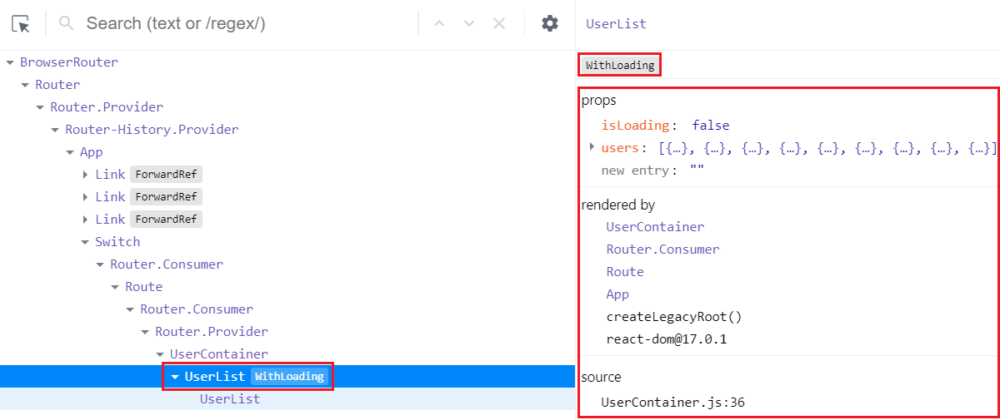 Search (text or /regex/)
BrowserRouter
Router
Router.Provider
Router-History.Provider
App
Link ForwardRef
Link ForwardRef
Link ForwardRef
Switch
Router.Consumer
Route
Router.Consumer
Router.Provider
UserContainer
UserList WithLoading
UserList
UserList
WithLoading
props
isLoading: false
users: [{…}, {…}, {…}, {…}, {…}, {…}, {…}, {…}, {…}]
new entry: ""
rendered by
UserContainer
Router.Consumer
Route
App
createLegacyRoot()
react-dom@17.0.1
source
UserContainer.js:36